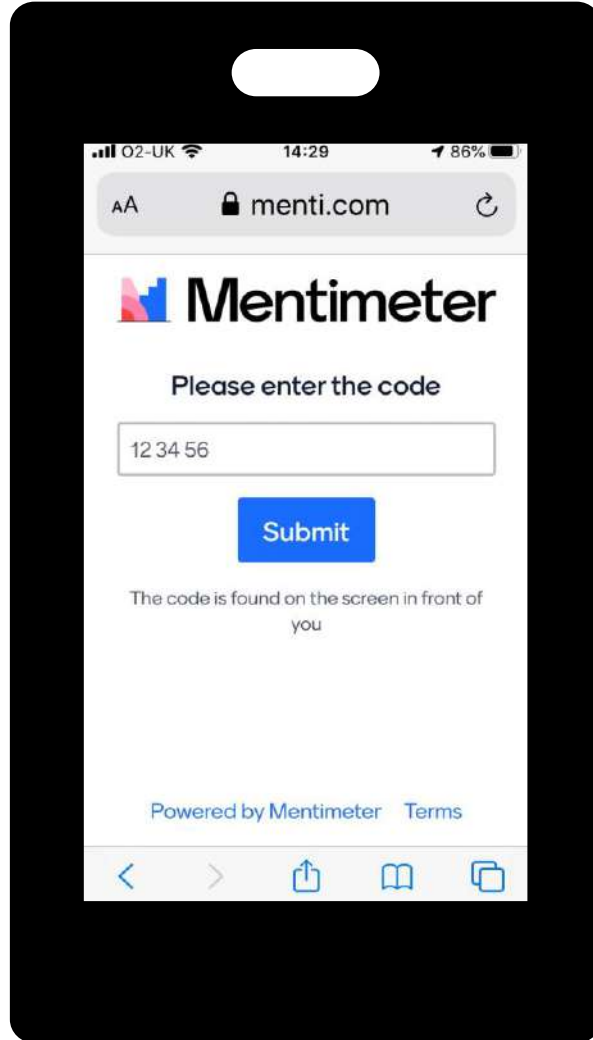 O2-UK 14:29 86%
AA menti.com
Mentimeter
Please enter the code
12 34 56
Submit
The code is found on the screen in front of
you
Powered by Mentimeter Terms